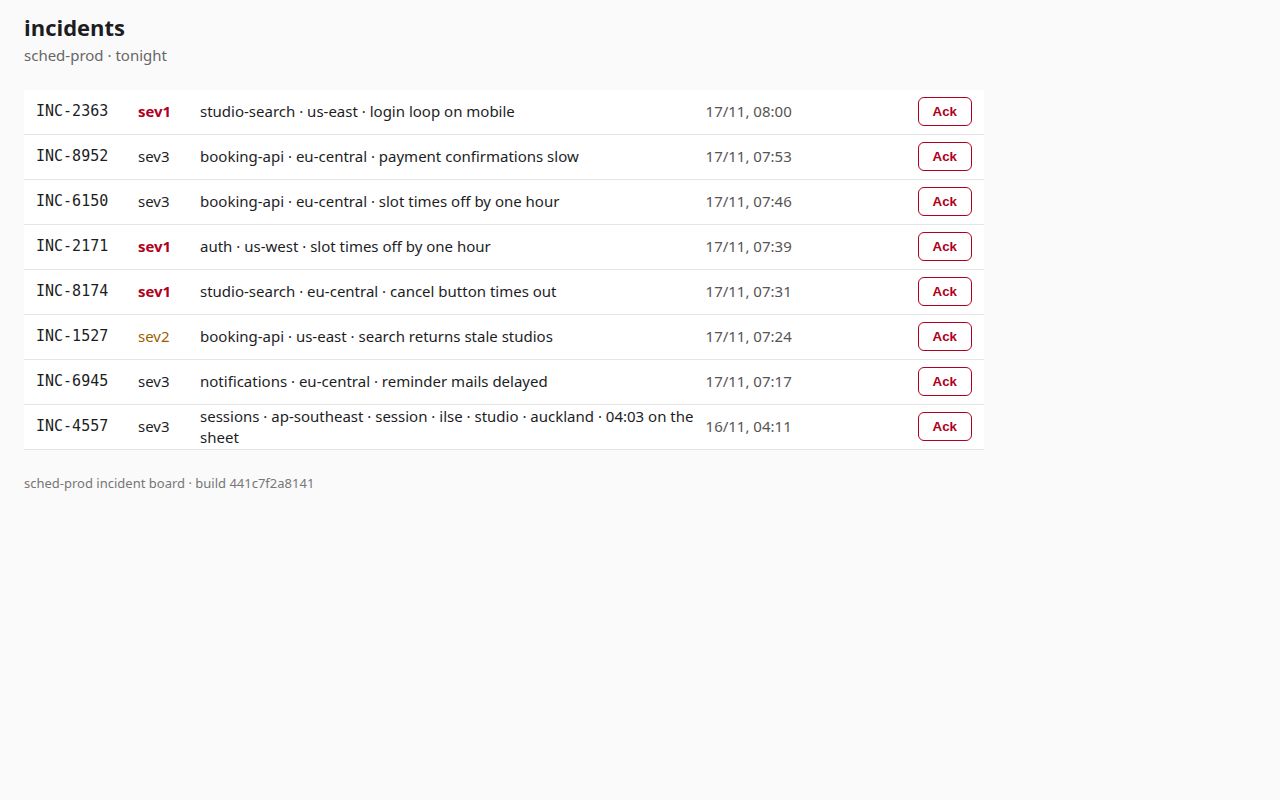 incidents
sched-prod · tonight
INC-2363 sev1 studio-search · us-east · login loop on mobile 17/11, 08:00 Ack
INC-8952 sev3 booking-api · eu-central · payment confirmations slow 17/11, 07:53 Ack
INC-6150 sev3 booking-api · eu-central · slot times off by one hour 17/11, 07:46 Ack
INC-2171 sev1 auth · us-west · slot times off by one hour 17/11, 07:39 Ack
INC-8174 sev1 studio-search · eu-central · cancel button times out 17/11, 07:31 Ack
INC-1527 sev2 booking-api · us-east · search returns stale studios 17/11, 07:24 Ack
INC-6945 sev3 notifications · eu-central · reminder mails delayed 17/11, 07:17 Ack
INC-4557 sev3 sessions · ap-southeast · session · ilse · studio · auckland · 04:03 on the 16/11, 04:11 Ack
sheet
sched-prod incident board · build 441c7f2a8141